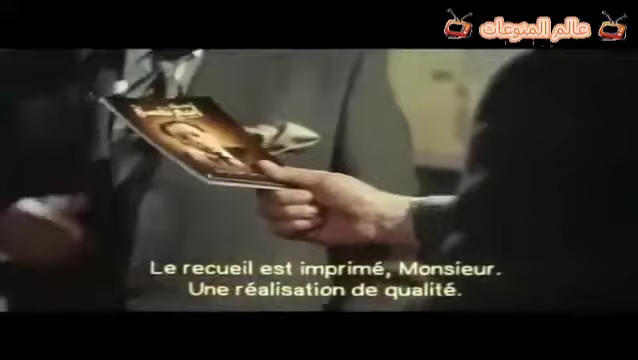 عالم المنوعات
Le recueil est imprimé, Monsieur.
Une réalisation de qualité.